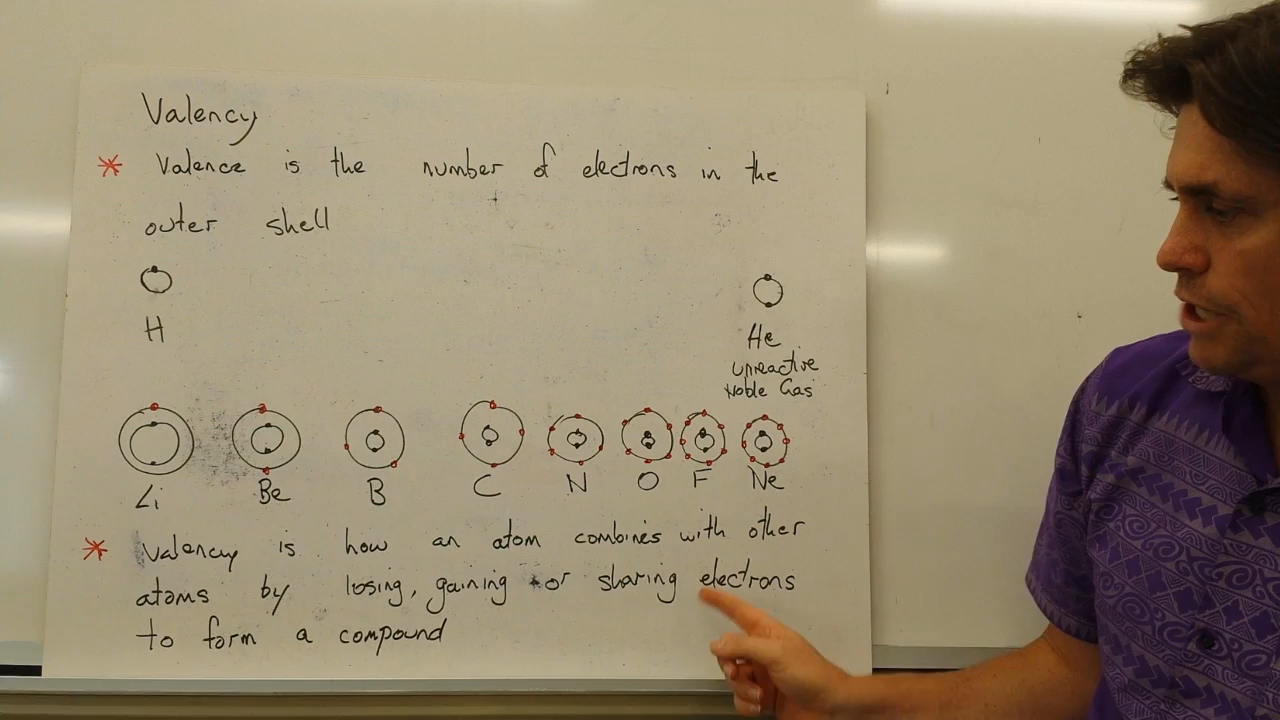 Valency
* Valence is the number of electrons in the
outer shell
H
He
unreactive
Noble Gas
Li Be B C N O F Ne
* Valency is how an atom combines with other
atoms by losing, gaining or sharing electrons
to form a compound